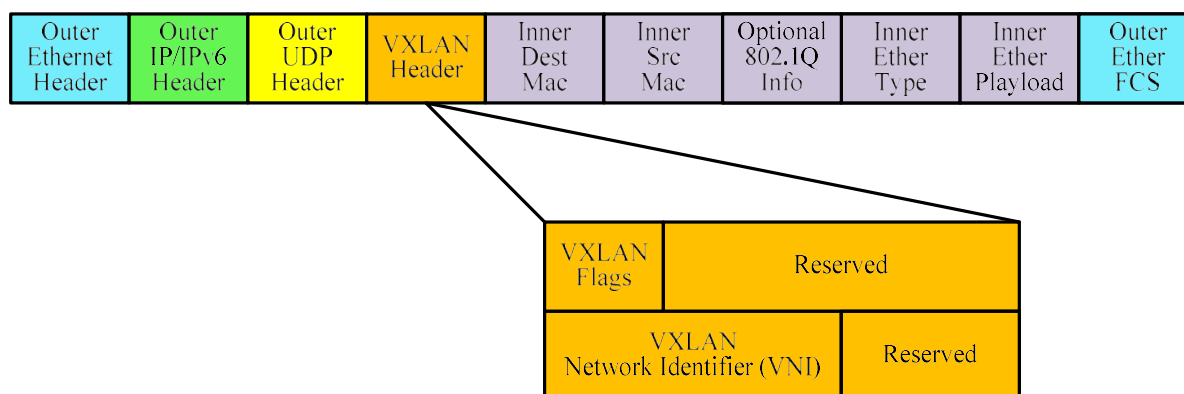 Outer
Ethernet
Header
Outer
IP/IPv6
Header
Outer
UDP
Header
VXLAN
Header
Inner
Dest
Mac
Inner
Src
Mac
Optional
802.1Q
Info
Inner
Ether
Type
Inner
Ether
Playload
Outer
Ether
FCS
VXLAN
Flags
Reserved
VXLAN
Network Identifier (VNI)
Reserved